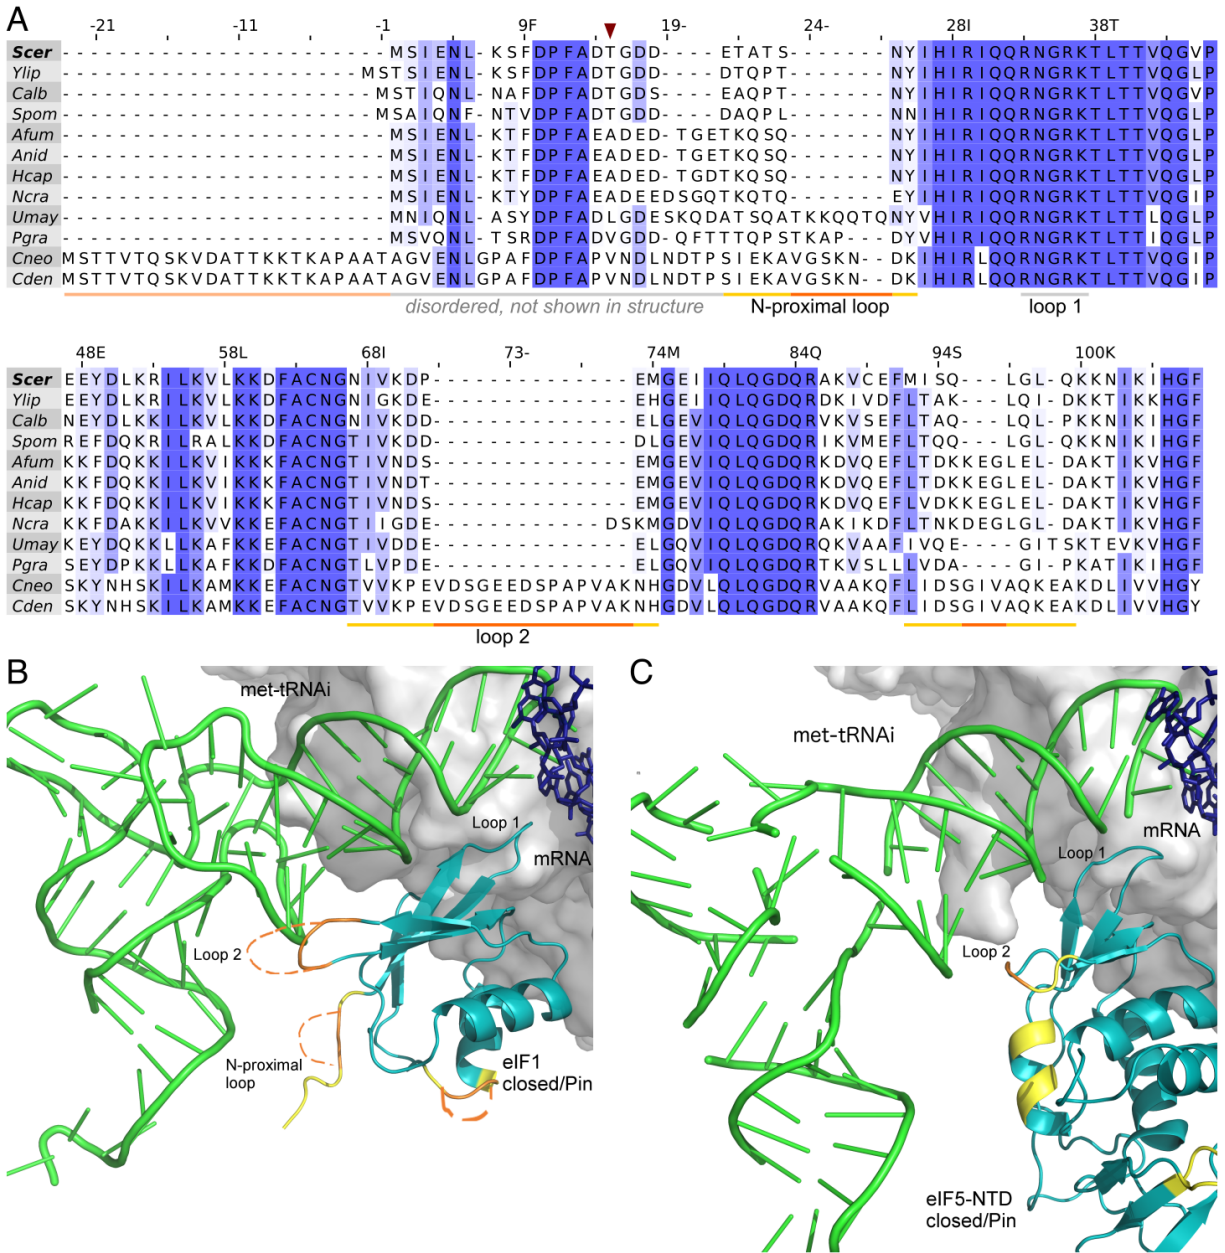 A
-21 -11 -1 9F 19- 24- 28I 38T
Scer -----------------------MSIENL-KSFDPFADTGDD----ETATS-------NYIHIRIQQRNGRKTLTTVQGVP
Ylip ---------------------MSTSIENL-KSFDPFADTGDD----DTQPT-------NYIHIRIQQRNGRKTLTTVQGLP
Calb ----------------------MSTIQNL-NAFDPFADTGDS----EAQPT-------NYIHIRIQQRNGRKTLTTVQGVP
Spom ----------------------MSAIQNF-NTVDPFADTGDD----DAQPL-------NNIHIRIQQRNGRKTLTTVQGLP
Afum -----------------------MSIENL-KTFDPFAEADED-TGETKQSQ-------NYIHIRIQQRNGRKTLTTVQGLP
Anid -----------------------MSIENL-KTFDPFAEADED-TGETKQSQ-------NYIHIRIQQRNGRKTLTTVQGLP
Hcap -----------------------MSIENL-KTFDPFAEADED-TGDTKQSQ-------NYIHIRIQQRNGRKTLTTVQGLP
Ncra -----------------------MSIENL-KTYDPFAEADEEDSGQTKQTQ-------EYIHIRIQQRNGRKTLTTVQGIP
Umay -----------------------MNIQNL-ASYDPFADLGDESKQDATSQATKKQQTQNYVHIRIQQRNGRKTLTTLQGLP
Pgra -----------------------MSVQNL-TSRDPFADVGDD-QFTTTQPSTKAP---DYVHIRIQQRNGRKTLTTIQGLP
Cneo MSTTVTQSKVDATTKKTKAPAATAGVENLGPAFDPFAPVNDLNDTPSIEKAVGSKN--DKIHIRLQQRNGRKTLTTVQGIP
Cden MSTTVTQSKVDATTKKTKAPAATAGVENLGPAFDPFAPVNDLNDTPSIEKAVGSKN--DKIHIRLQQRNGRKTLTTVQGIP
disordered, not shown in structure N-proximal loop loop 1
48E 58L 68I 73- 74M 84Q 94S 100K
Scer EEYDLKRILKVLKKDFACNGNIVKDP--------------EMGEIIQLQGDQRAKVCEFMISQ---LGL-QKKNIKIHGF
Ylip EEYDLKRILKVLKKDFACNGNIGKDE--------------EHGEIIQLQGDQRDKIVDFLTAK---LQI-DKKTIKKHGF
Calb NEYDLKKILKVLKKDFACNGNIVKDD--------------ELGEVIQLQGDQRVKVSEFLTAQ---LGL-PKKNIKIHGF
Spom REFDQKRILRALKKDFACNGTIVKDD--------------DLGEVIQLQGDQRIKVMEFLTQQ---LGL-LKKNIKIHGF
Afum KKFDQKKILKVIKKKFACNGTIVNDS--------------EMGEVIQLQGDQRKDVQEFLTDKKEGLEL-DAKTIKVHGF
Anid KKFDQKKILKVIKKKFACNGTIVNDT--------------EMGEVIQLQGDQRKDVQEFLTDKKEGLEL-DAKTIKVHGF
Hcap KKFDQKKILKVIKKKFACNGTIVNDS--------------EMGEVIQLQGDQRKDVQEFLVDKKEGLEL-DAKTIKVHGF
Ncra KKFDAKKILKVVKKEFACNGTIIGDE------------DSKMGDVIQLQGDQRAKIKDFLTNKDEGLGL-DAKTIKVHGF
Umay KEYDQKKLLKAFKKEFACNGTIVDDE--------------ELGQVIQLQGDQRQKVAAFIVQE----GITSKTEVKVHGF
Pgra SEYDPKKLLKAFKKEFACNGTLVPDE--------------ELGQVIQLQGDQRTKVSLLLVDA----GI-PKATIKVHGF
Cneo SKYNHSKILKAMKKEFACNGTVVKPEVDSGEEDSPAPVAKNHGDVLQLQGDQRVAAKQFLIDSGIVAQKEAKDLIVVHGY
Cden SKYNHSKILKAMKKEFACNGTVVKPEVDSGEEDSPAPVAKNHGDVLQLQGDQRVAAKQFLIDSGIVAQKEAKDLIVVHGY
loop 2
B
met-tRNAi
Loop 1
mRNA
Loop 2
N-proximal
loop
eIF1
closed/Pin
C
met-tRNAi
mRNA
Loop 1
Loop 2
eIF5-NTD
closed/Pin